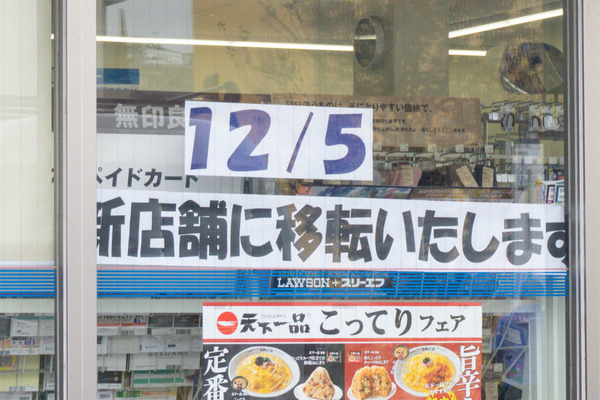 無印良
12/5
ペイドカード
新店舗に移転いたします
LAWSON+スリーエフ
天下一品 こってりフェア
定番
旨辛